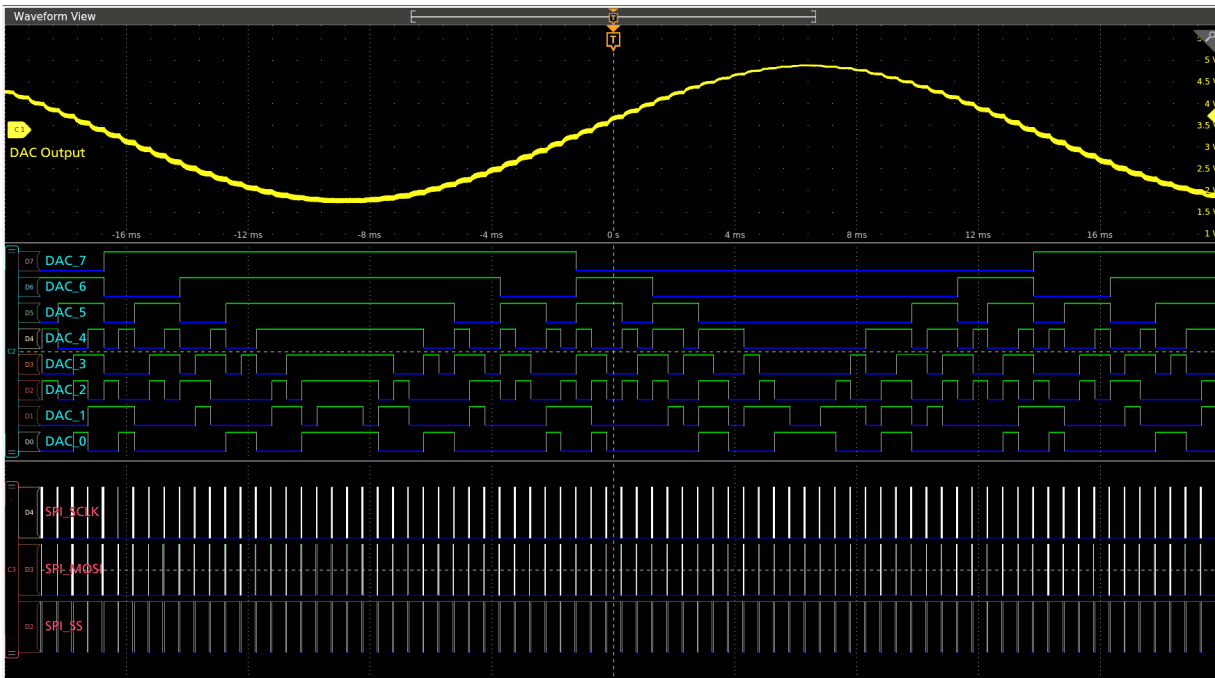 Waveform View
T
T
5 V
4.5 V
4 V
C 1
3.5 V
DAC Output
3 V
2.5 V
2 V
1.5 V
-16 ms -12 ms -8 ms -4 ms 0 s 4 ms 8 ms 12 ms 16 ms 1 V
D7 DAC_7
D6 DAC_6
D5 DAC_5
D4 DAC_4
C2
D3 DAC_3
D2 DAC_2
D1 DAC_1
D0 DAC_0
D4 SPI_SCLK
C3 D3 SPI_MOSI
D2 SPI_SS